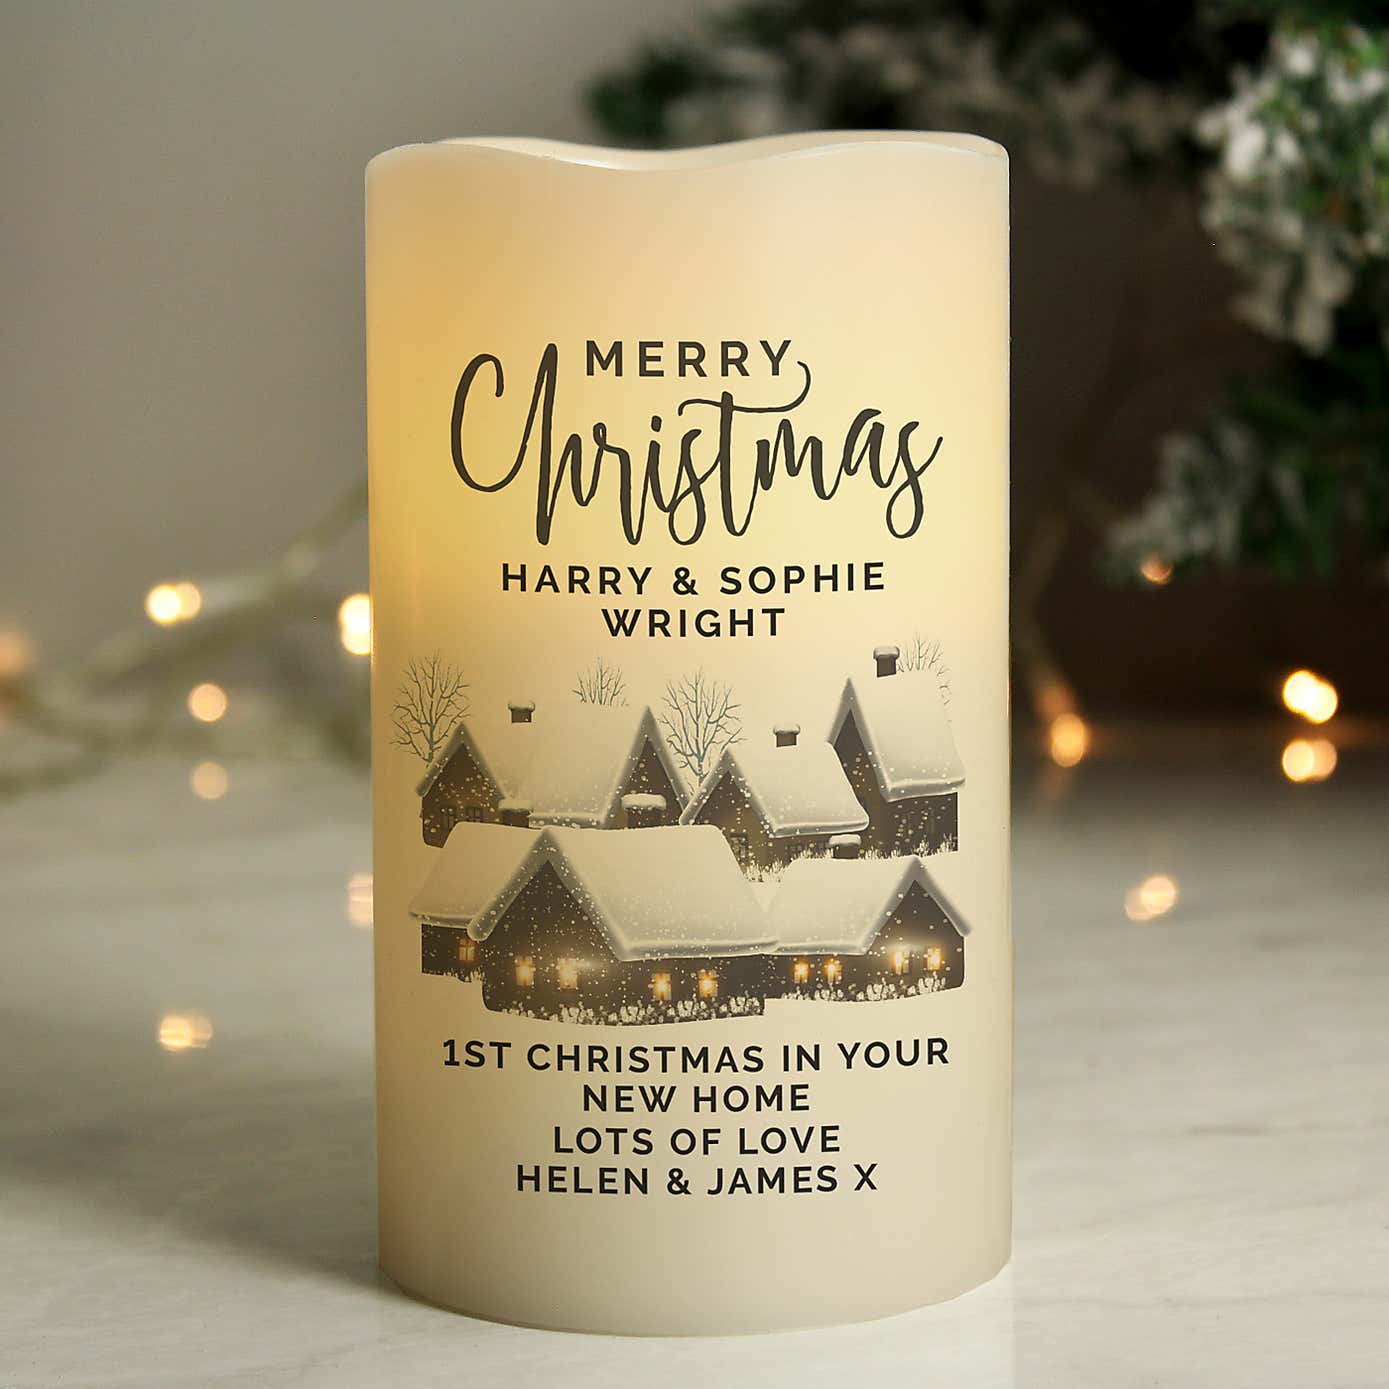 MERRY
Christmas
HARRY & SOPHIE
WRIGHT
1ST CHRISTMAS IN YOUR
NEW HOME
LOTS OF LOVE
HELEN & JAMES X